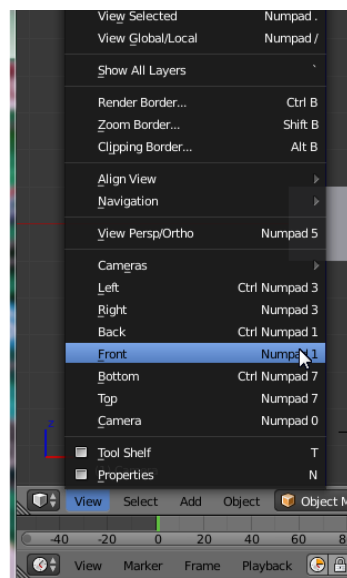 View Selected Numpad .
View Global/Local Numpad /
Show All Layers `
Render Border... Ctrl B
Zoom Border... Shift B
Clipping Border... Alt B
Align View
Navigation
View Persp/Ortho Numpad 5
Cameras
Left Ctrl Numpad 3
Right Numpad 3
Back Ctrl Numpad 1
Front Numpad 1
Bottom Ctrl Numpad 7
Top Numpad 7
Camera Numpad 0
z
Tool Shelf T
Properties N
View Select Add Object Object M
-40 -20 0 20 40 60 8
View Marker Frame Playback